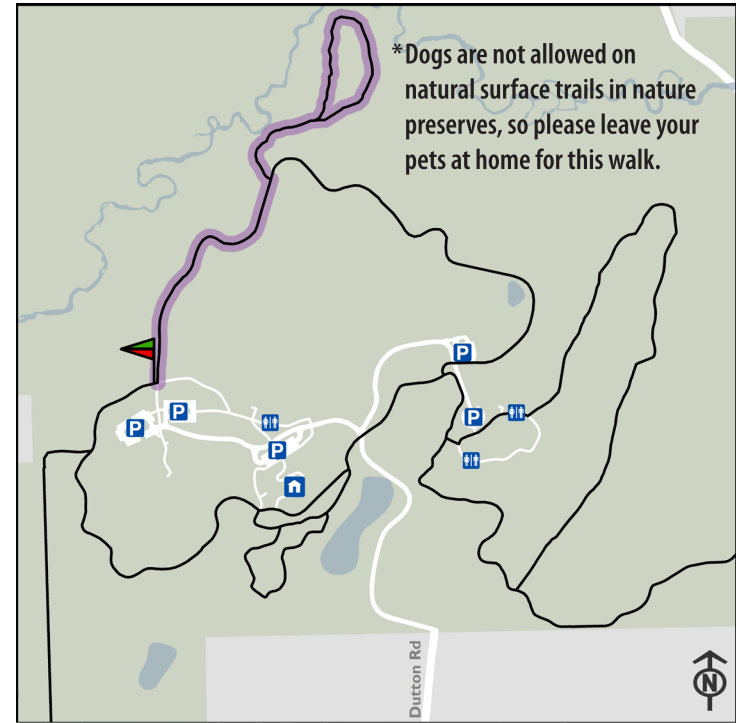 * Dogs are not allowed on
natural surface trails in nature
preserves, so please leave your
pets at home for this walk.
P
P
P
P
P
Dutton Rd
N